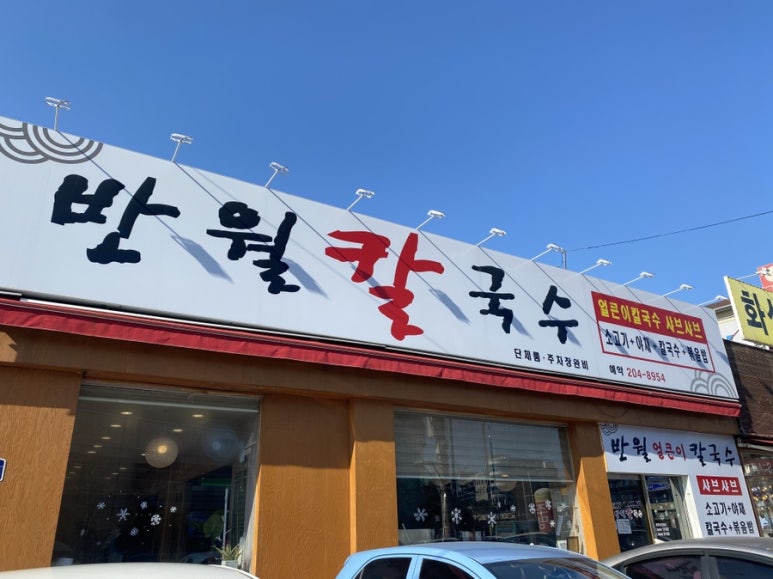 반월 칼국수
단체룸·주차장완비
얼큰이칼국수 샤브샤브
소고기+야채+칼국수+볶음밥
예약 204-8954
화
반월 얼큰이 칼국수
샤브샤브
소고기+야채
칼국수+볶음밥